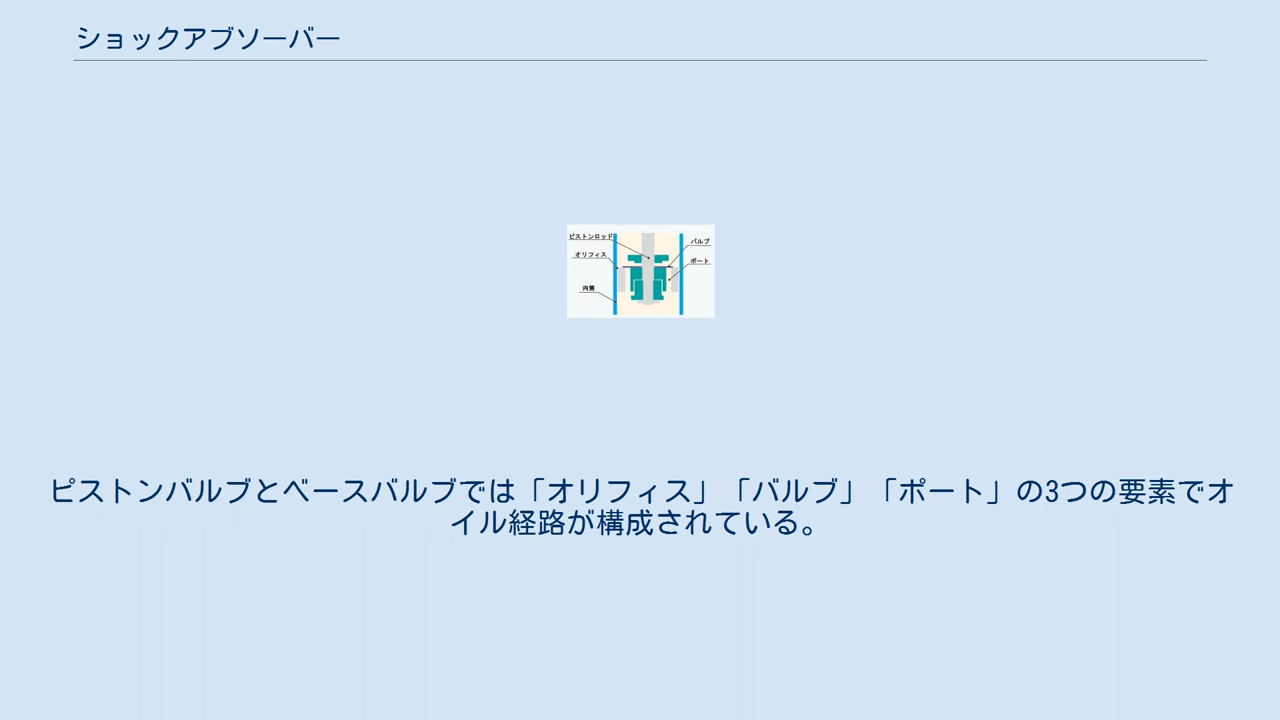 ショックアブソーバー
ピストンロッド
オリフィス
内筒
バルブ
ポート
ピストンバルブとベースバルブでは「オリフィス」「バルブ」「ポート」の3つの要素でオ
イル経路が構成されている。